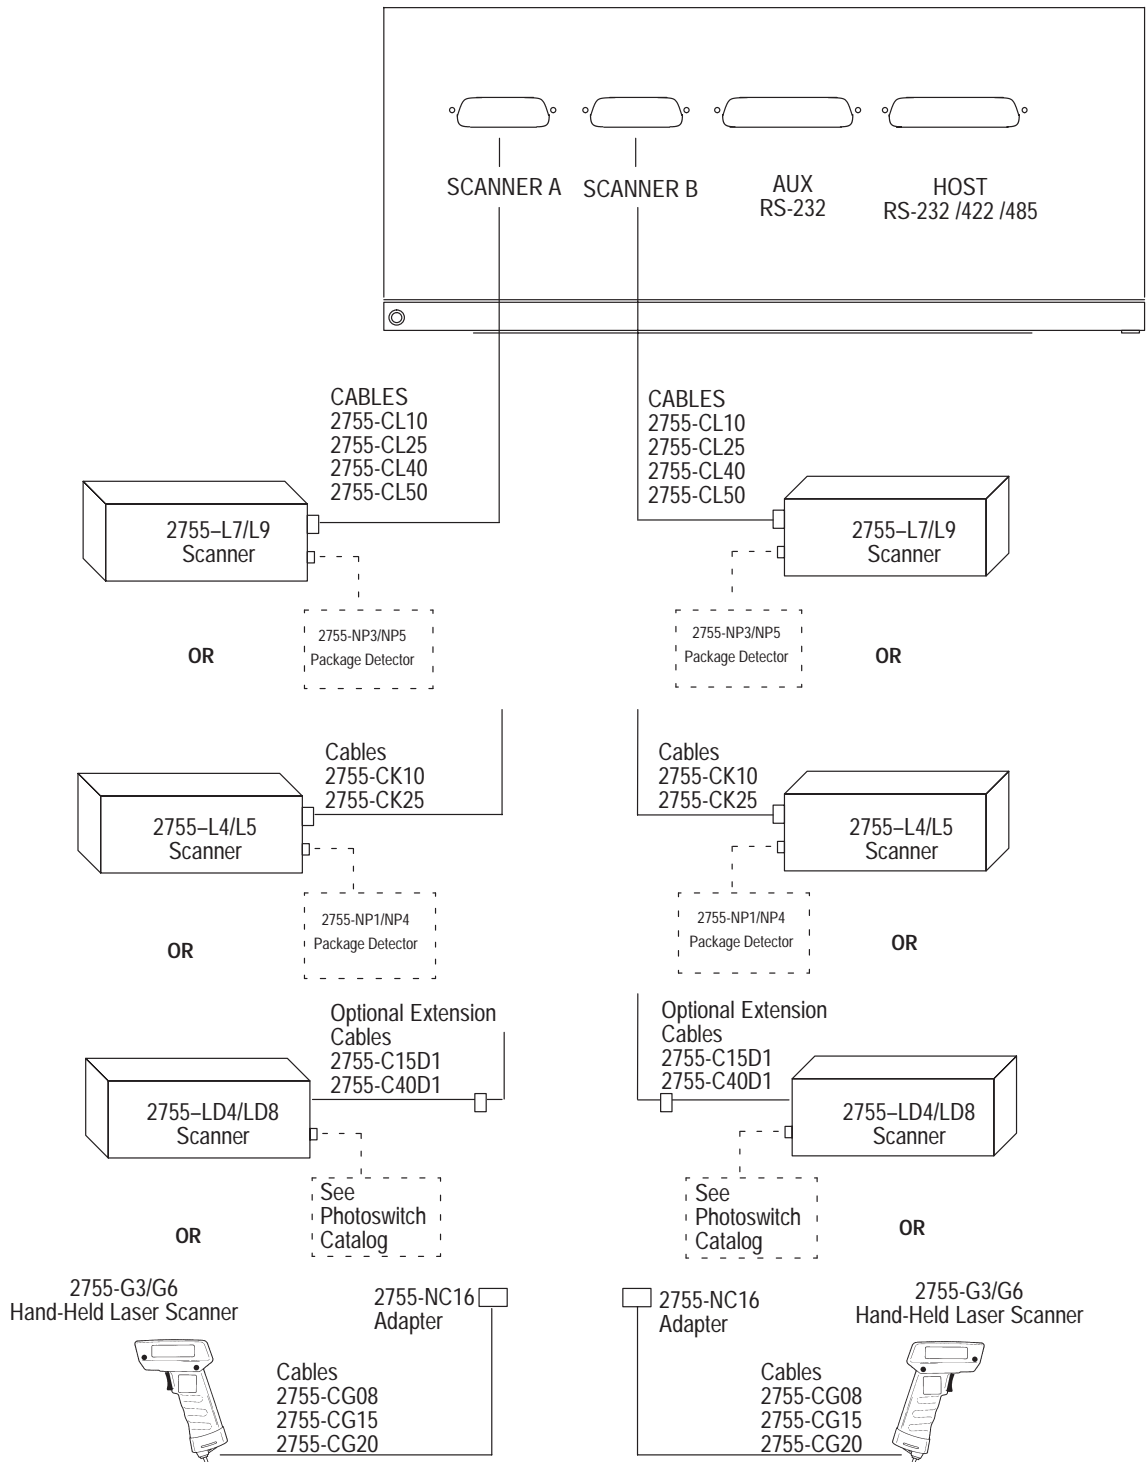 SCANNER A
SCANNER B
AUX
RS-232
HOST
RS-232 /422 /485
CABLES
2755-CL10
2755-CL25
2755-CL40
2755-CL50
CABLES
2755-CL10
2755-CL25
2755-CL40
2755-CL50
2755–L7/L9
Scanner
2755–L7/L9
Scanner
2755-NP3/NP5
Package Detector
2755-NP3/NP5
Package Detector
OR
OR
Cables
2755-CK10
2755-CK25
Cables
2755-CK10
2755-CK25
2755–L4/L5
Scanner
2755–L4/L5
Scanner
2755-NP1/NP4
Package Detector
2755-NP1/NP4
Package Detector
OR
OR
Optional Extension
Cables
2755-C15D1
2755-C40D1
Optional Extension
Cables
2755-C15D1
2755-C40D1
2755–LD4/LD8
Scanner
2755–LD4/LD8
Scanner
See
Photoswitch
Catalog
See
Photoswitch
Catalog
OR
OR
2755-G3/G6
Hand-Held Laser Scanner
2755-NC16
Adapter
2755-NC16
Adapter
2755-G3/G6
Hand-Held Laser Scanner
Cables
2755-CG08
2755-CG15
2755-CG20
Cables
2755-CG08
2755-CG15
2755-CG20